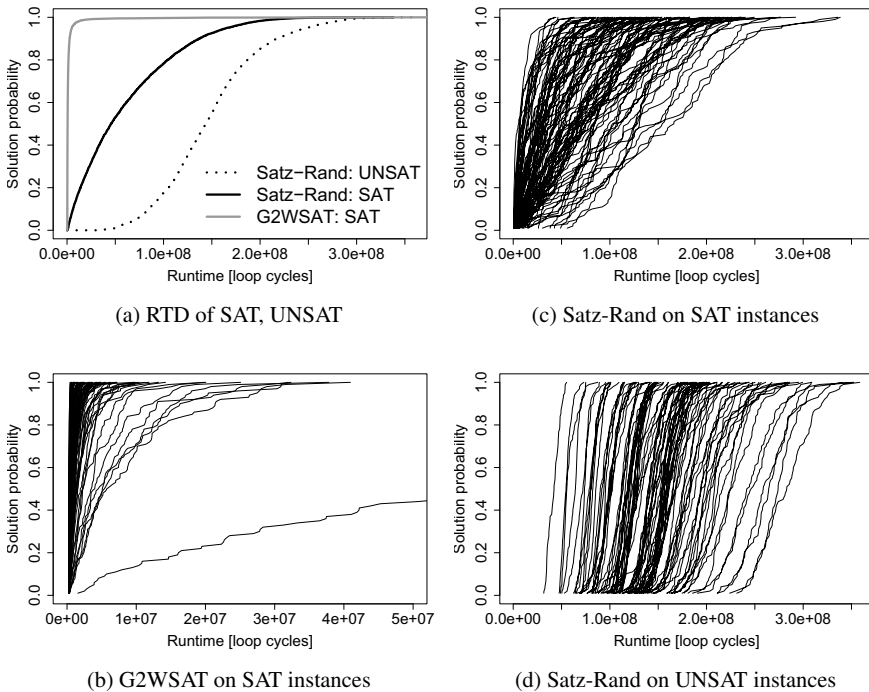 Solution probability
0.0 0.2 0.4 0.6 0.8 1.0
Satz−Rand: UNSAT
Satz−Rand: SAT
G2WSAT: SAT
0.0e+00 1.0e+08 2.0e+08 3.0e+08
Runtime [loop cycles]
(a) RTD of SAT, UNSAT
Solution probability
0.0 0.2 0.4 0.6 0.8 1.0
0.0e+00 1.0e+08 2.0e+08 3.0e+08
Runtime [loop cycles]
(c) Satz-Rand on SAT instances
Solution probability
0.0 0.2 0.4 0.6 0.8 1.0
0e+00 1e+07 2e+07 3e+07 4e+07 5e+07
Runtime [loop cycles]
(b) G2WSAT on SAT instances
Solution probability
0.0 0.2 0.4 0.6 0.8 1.0
0.0e+00 1.0e+08 2.0e+08 3.0e+08
Runtime [loop cycles]
(d) Satz-Rand on UNSAT instances